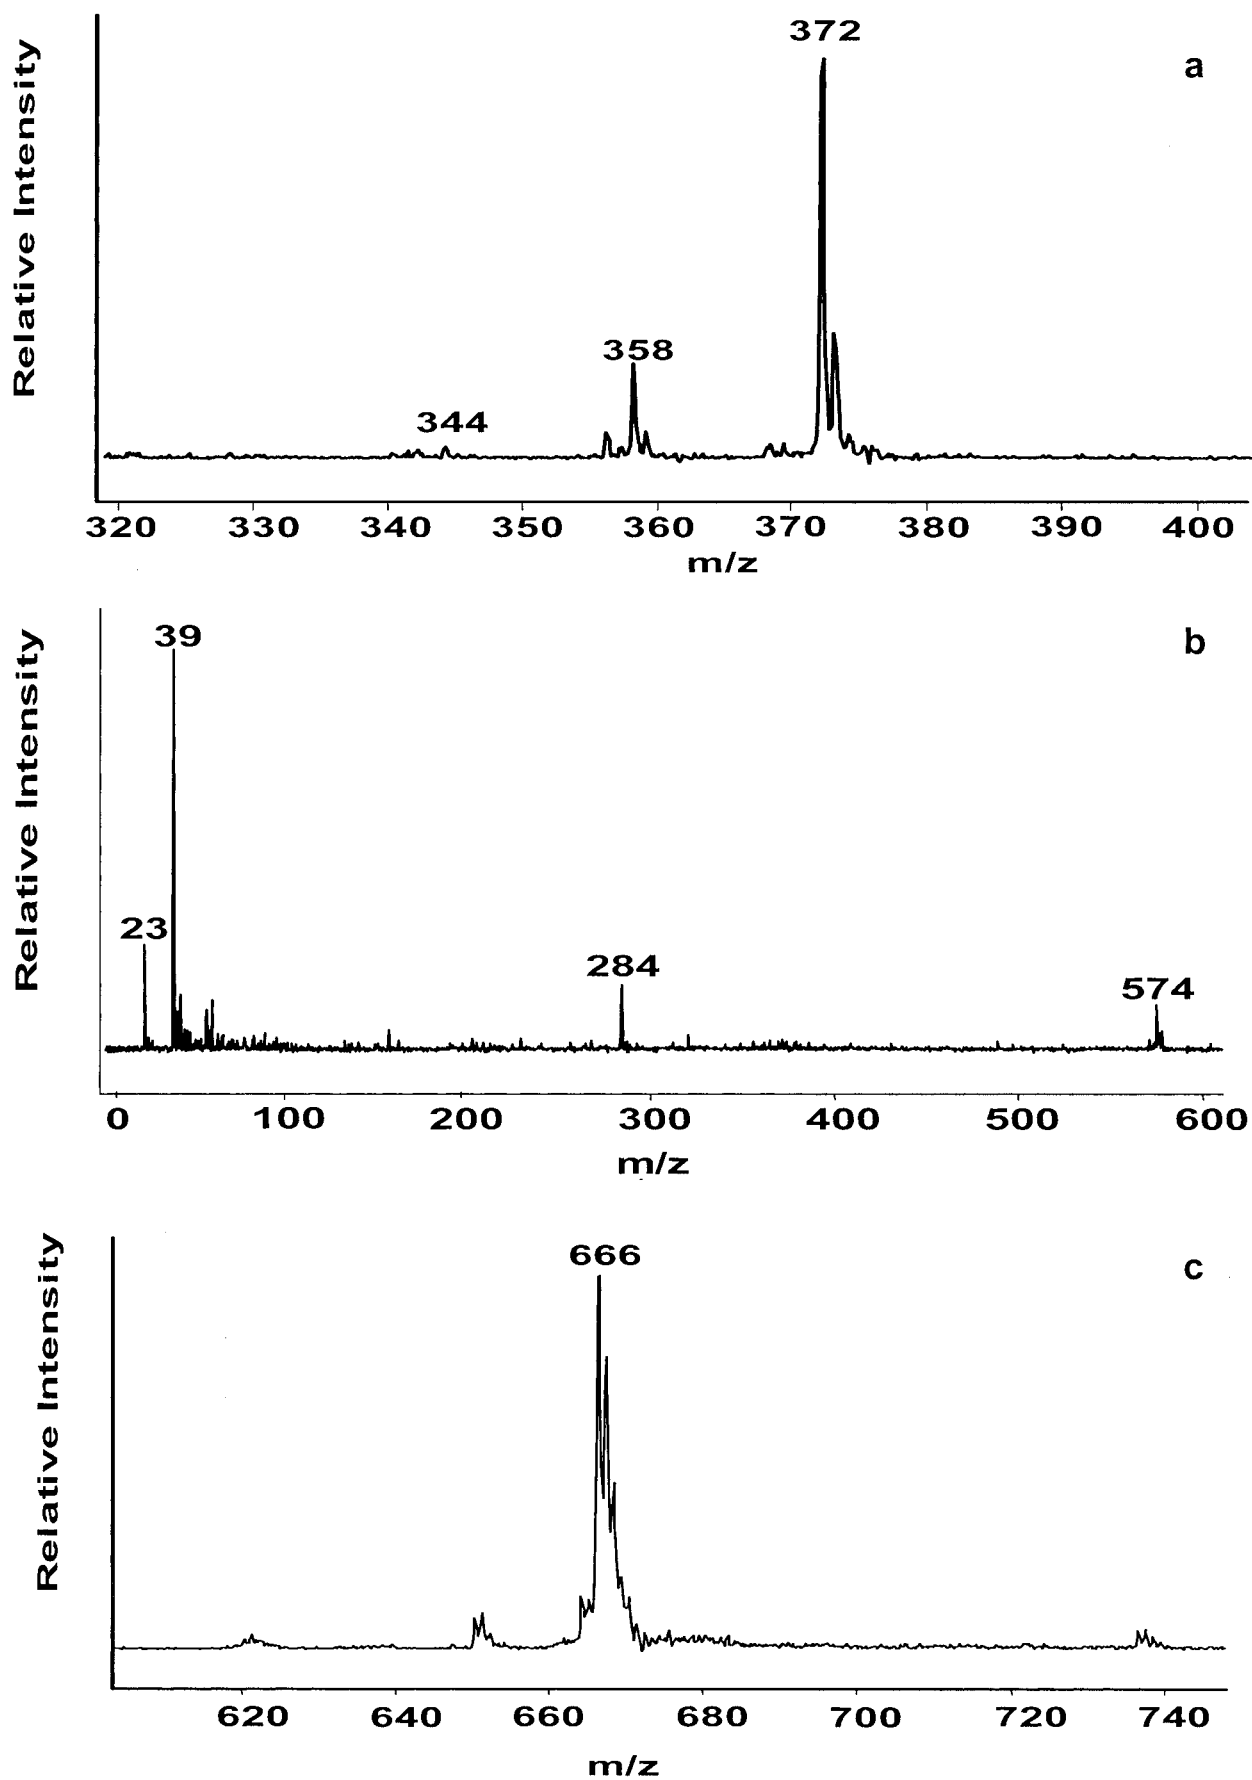 372
a
Relative Intensity
358
344
320 330 340 350 360 370 380 390 400
m/z
39
b
Relative Intensity
23
284
574
0 100 200 300 400 500 600
m/z
666
c
Relative Intensity
620 640 660 680 700 720 740
m/z